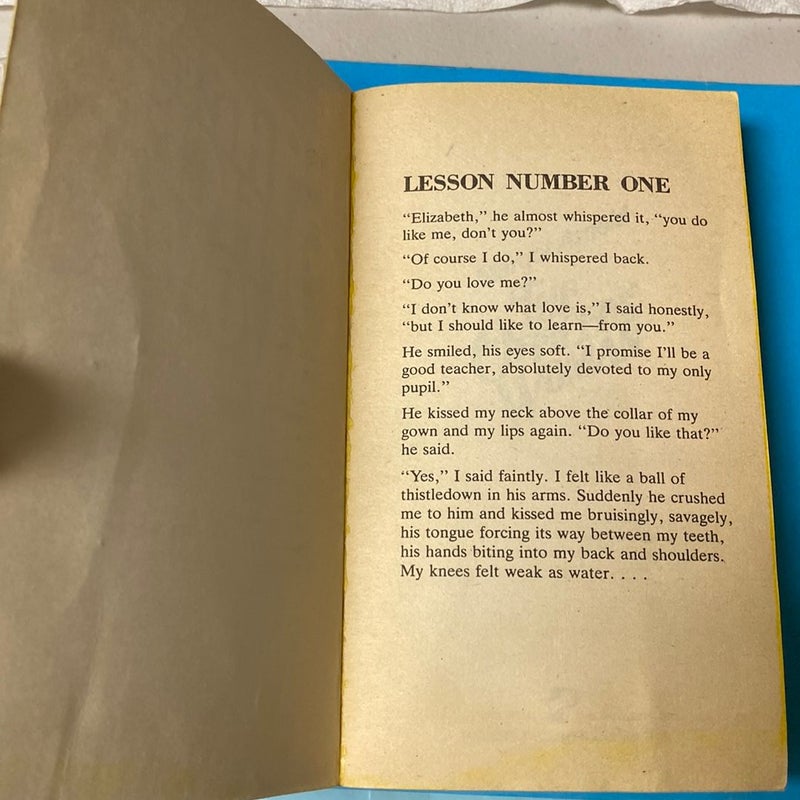 LESSON NUMBER ONE
“Elizabeth,” he almost whispered it, “you do
like me, don't you?”
“Of course I do,” I whispered back.
“Do you love me?”
“I don't know what love is,” I said honestly,
“but I should like to learn—from you.”
He smiled, his eyes soft. “I promise I'll be a
good teacher, absolutely devoted to my only
pupil.”
He kissed my neck above the collar of my
gown and my lips again. “Do you like that?”
he said.
“Yes,” I said faintly. I felt like a ball of
thistledown in his arms. Suddenly he crushed
me to him and kissed me bruisingly, savagely,
his tongue forcing its way between my teeth,
his hands biting into my back and shoulders.
My knees felt weak as water. . . .